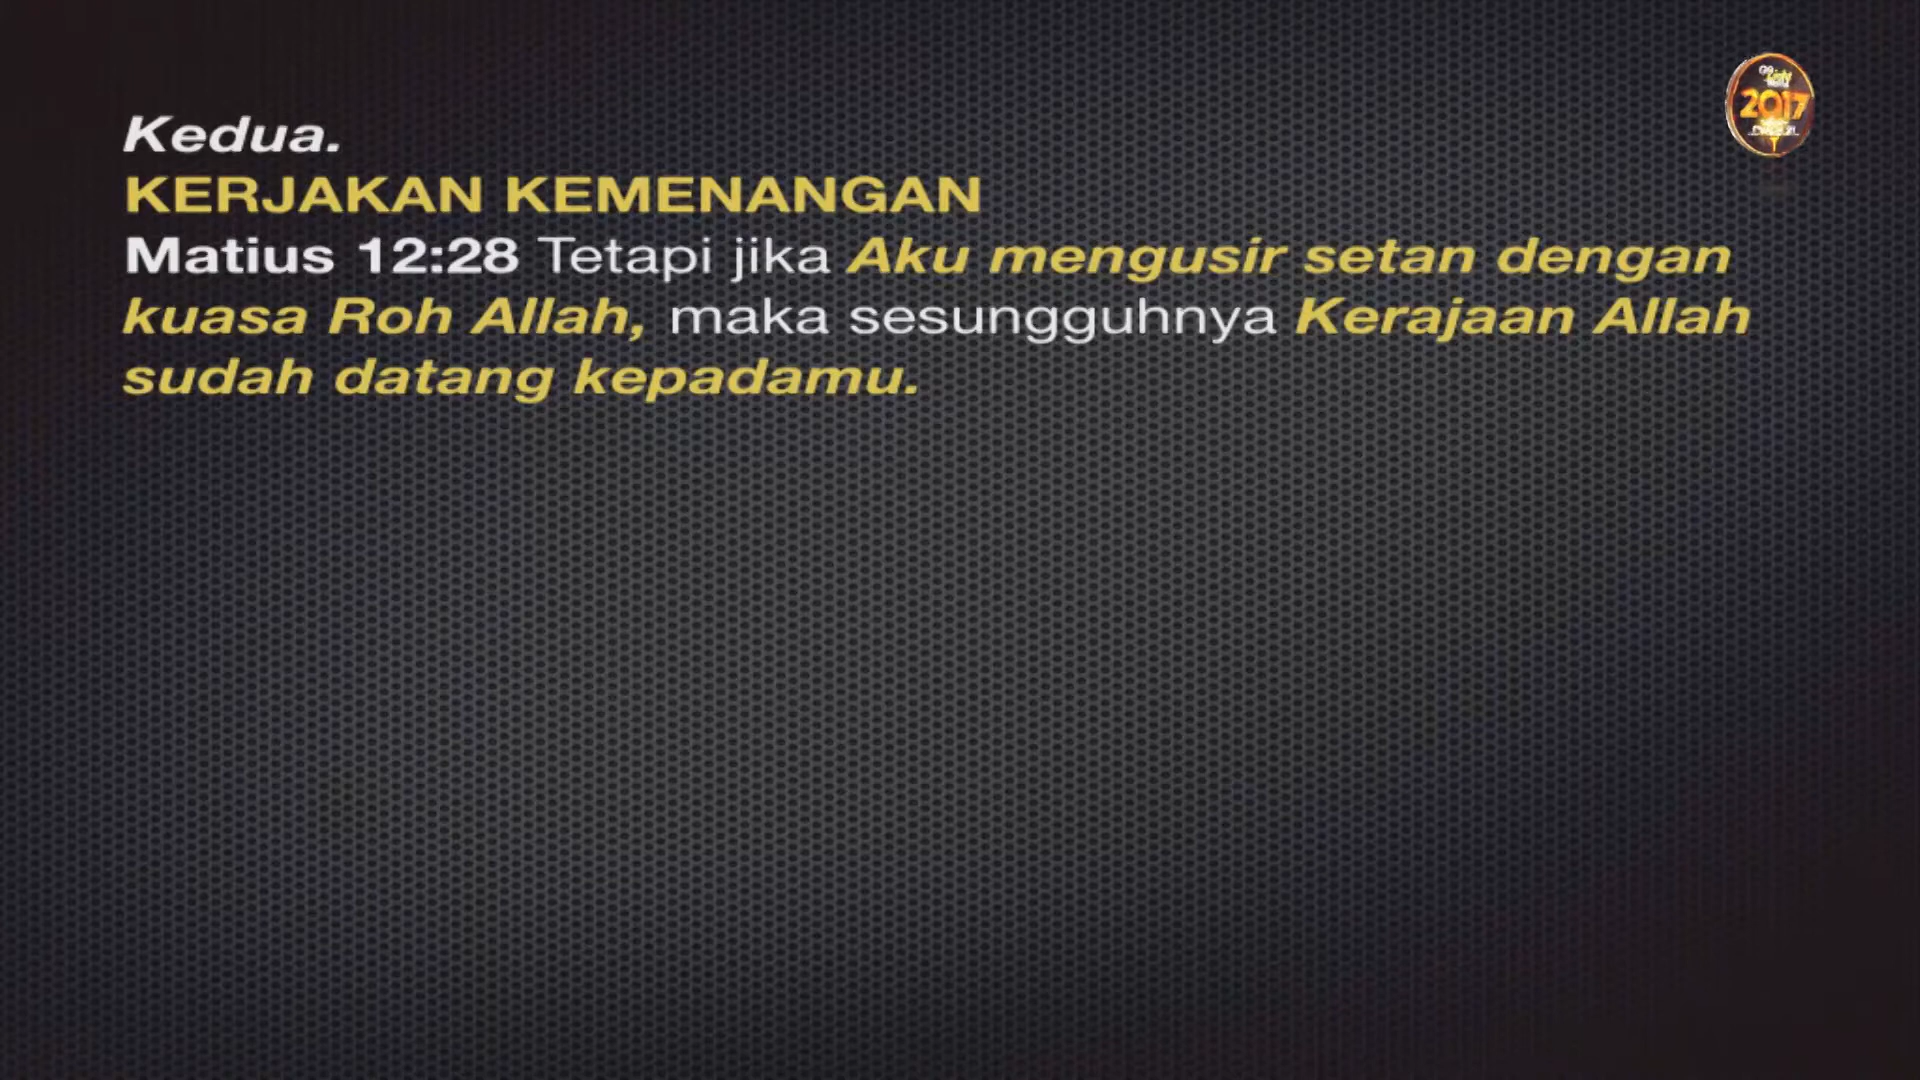 Kedua.
KERJAKAN KEMENANGAN
Matius 12:28 Tetapi jika Aku mengusir setan dengan
kuasa Roh Allah, maka sesungguhnya Kerajaan Allah
sudah datang kepadamu.
2017